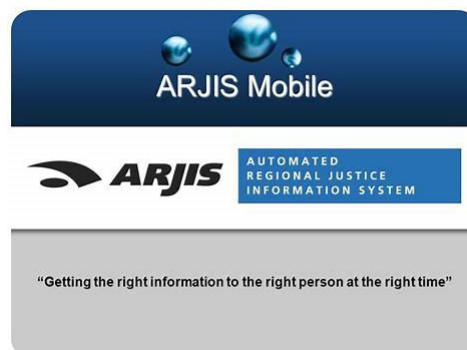 ARJIS Mobile
ARJIS
AUTOMATED
REGIONAL JUSTICE
INFORMATION SYSTEM
“Getting the right information to the right person at the right time”